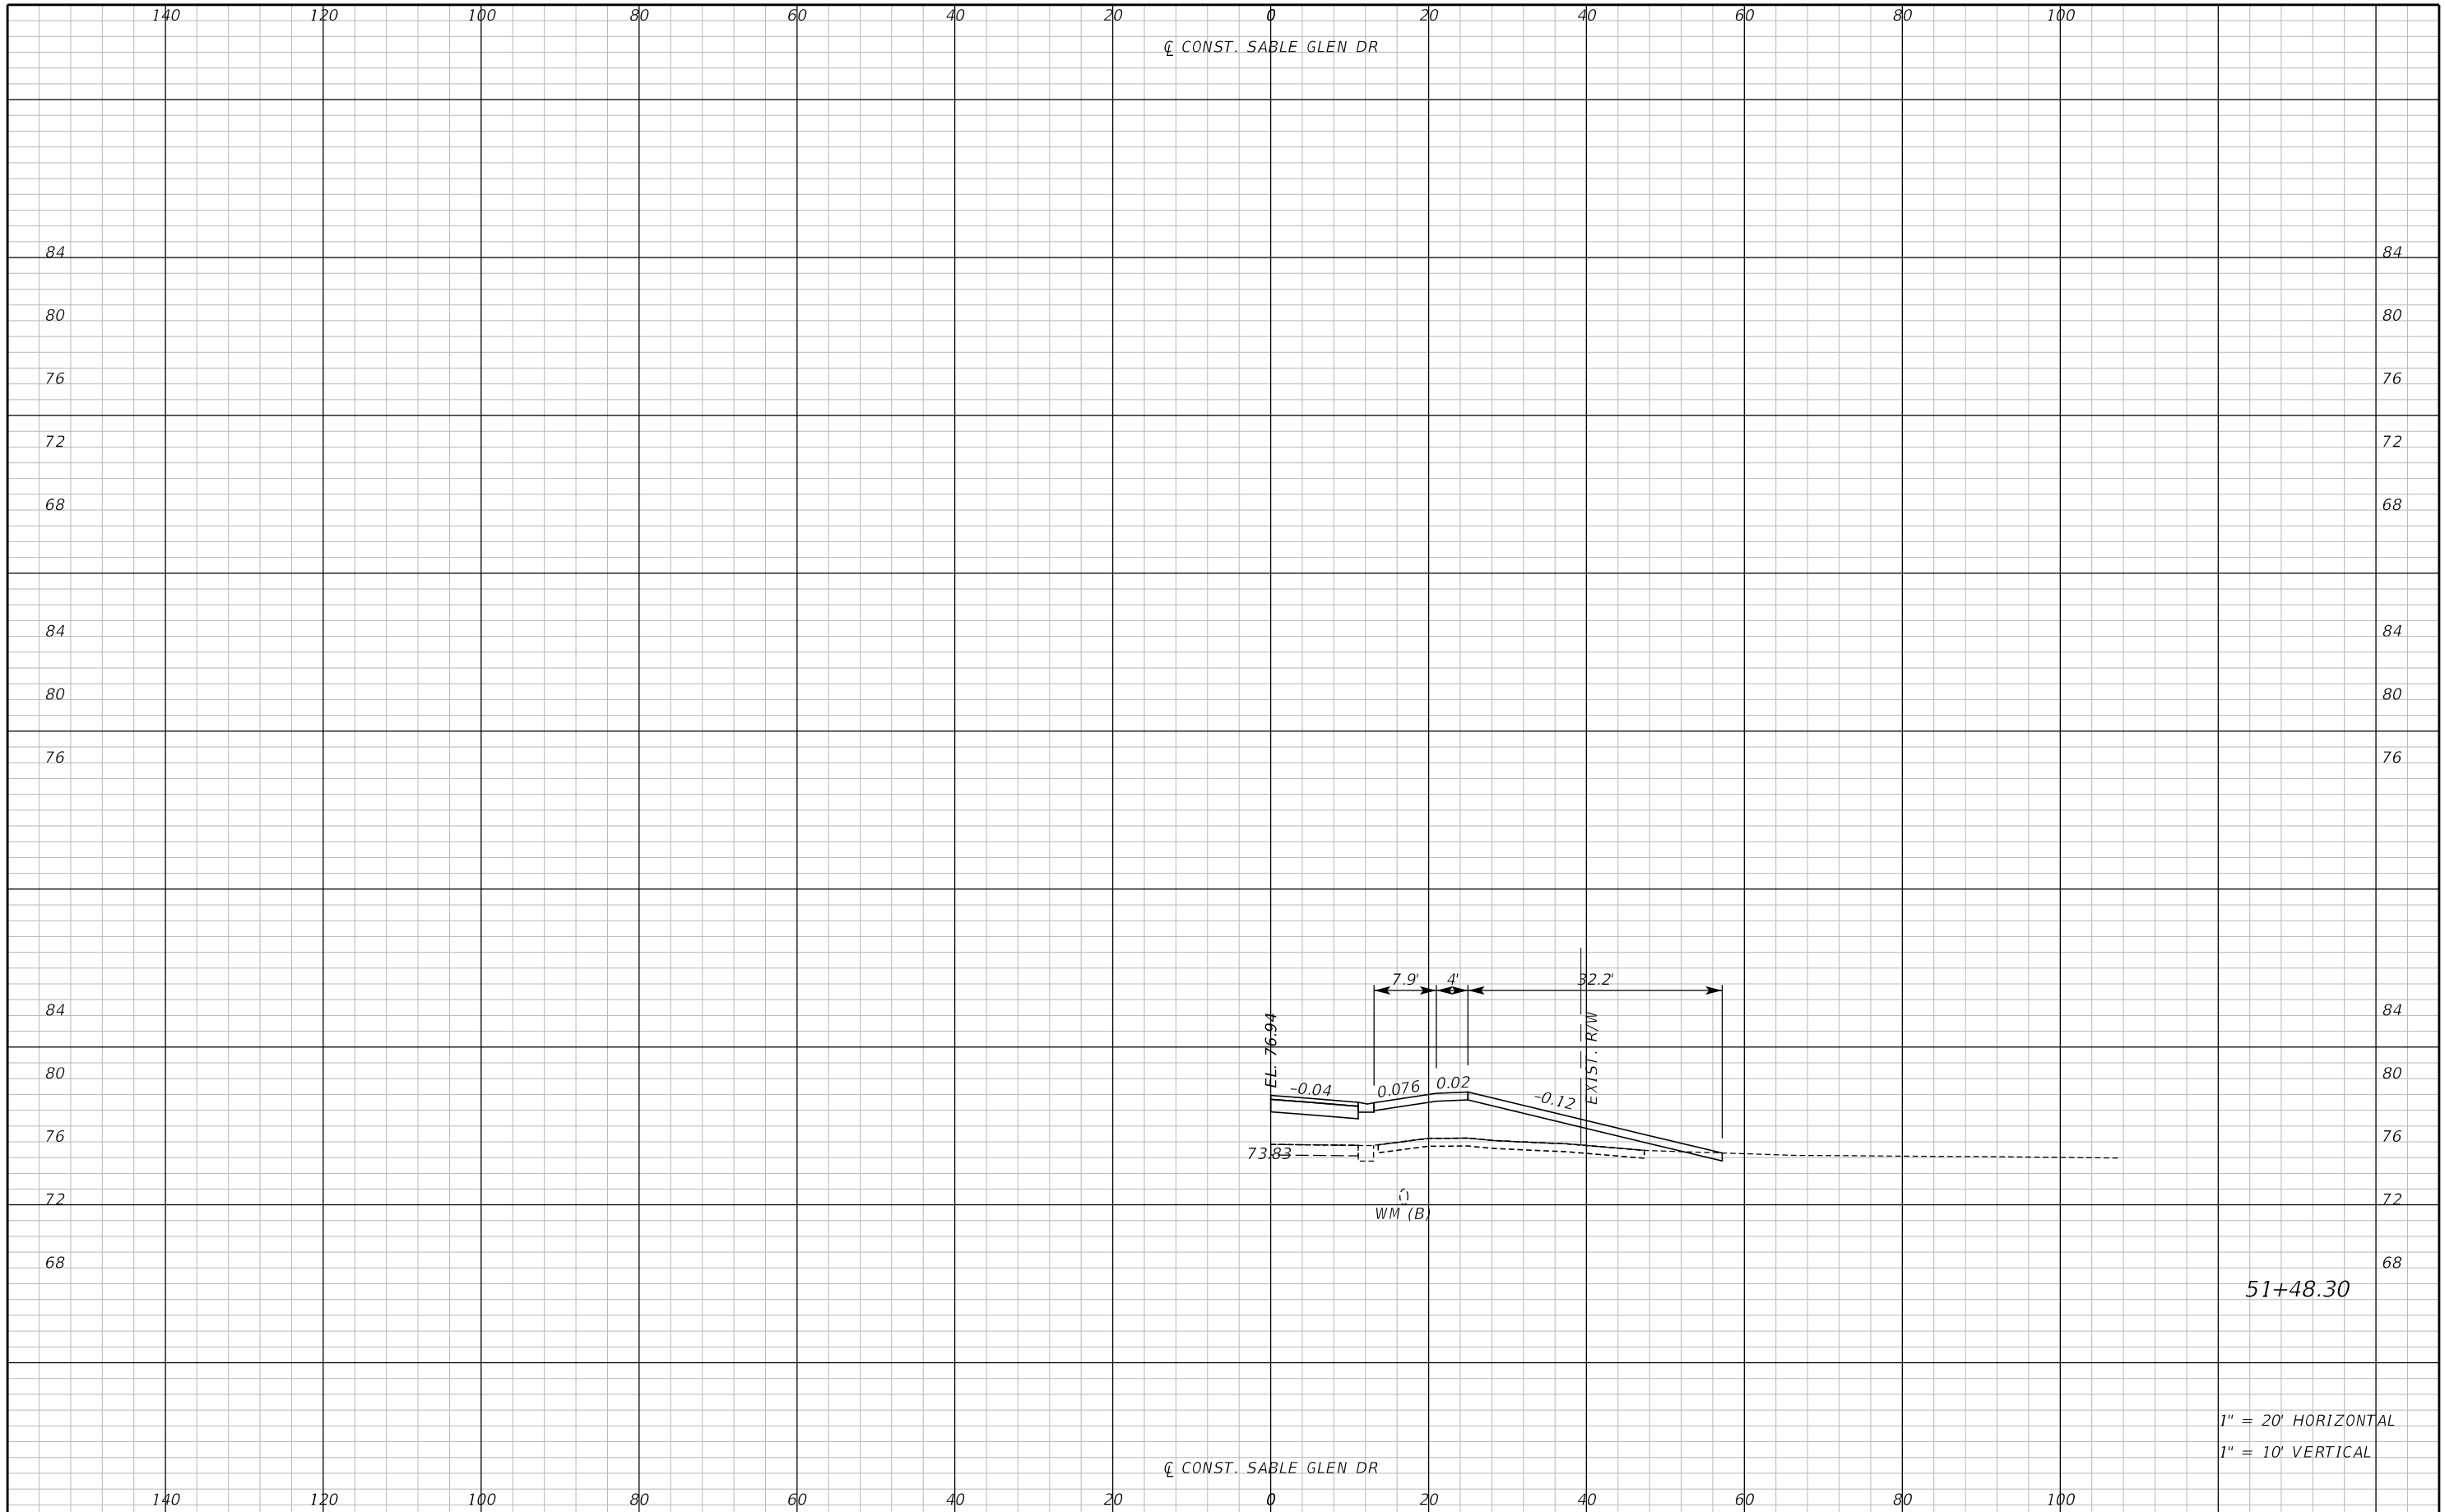 140 120 100 80 60 40 20 0 20 40 60 80 100
℄ CONST. SABLE GLEN DR
84 84
80 80
76 76
72 72
68 68
84 84
80 80
76 76
7.9' 4' 32.2'
84 84
EL. 76.94
EXIST. R/W
80 80
-0.04 0.076 0.02 -0.12
76 76
73.83
72 72
WM (B)
68 68
51+48.30
1" = 20' HORIZONTAL
1" = 10' VERTICAL
℄ CONST. SABLE GLEN DR
140 120 100 80 60 40 20 0 20 40 60 80 100